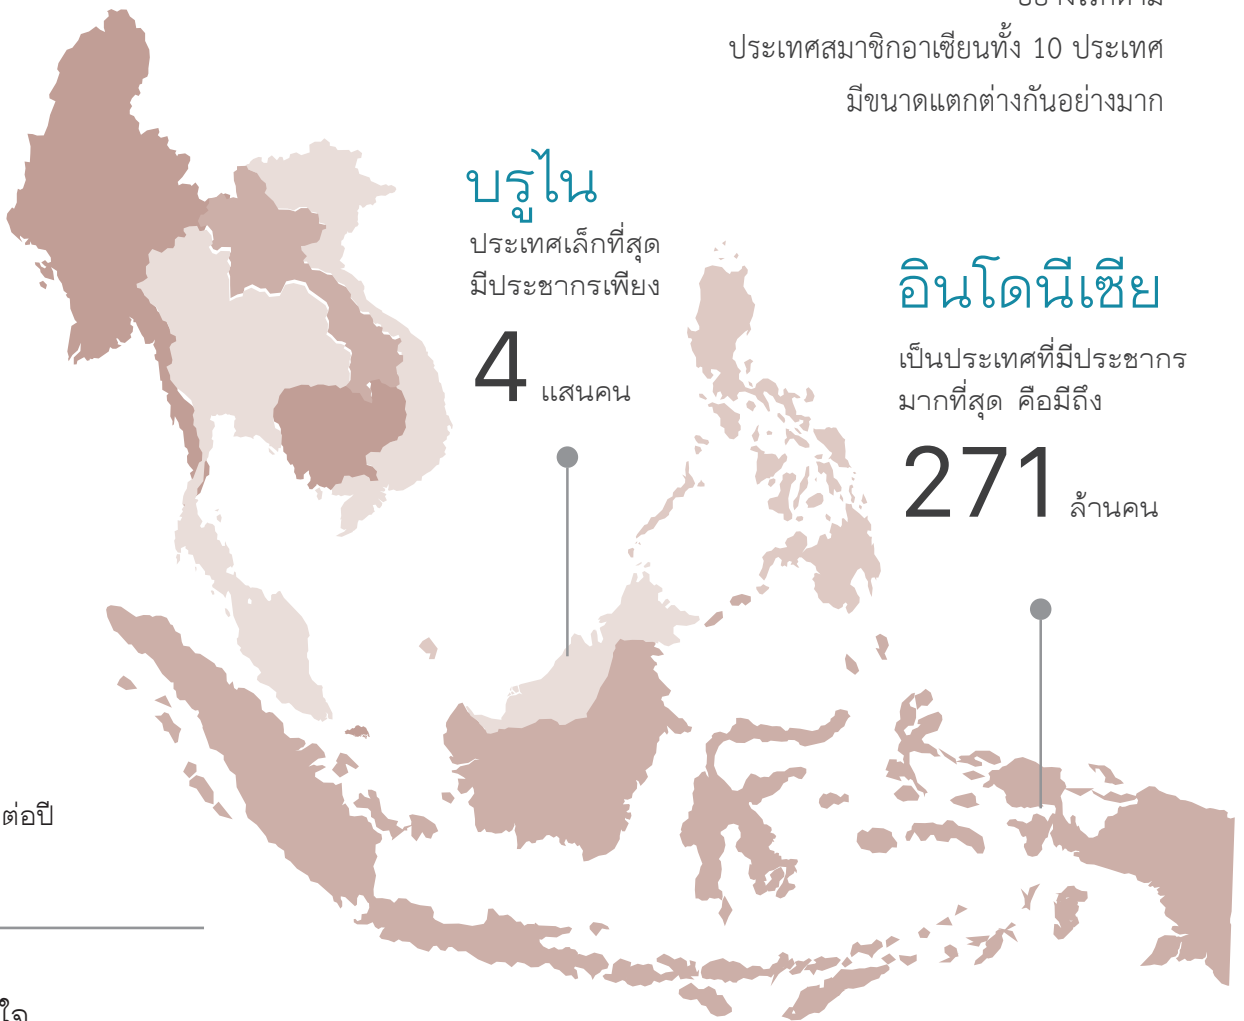 ประเทศสมาชิกอาเซียนทั้ง 10 ประเทศ
มีขนาดแตกต่างกันอย่างมาก
บรูไน
ประเทศเล็กที่สุด
มีประชากรเพียง
4 แสนคน
อินโดนีเซีย
เป็นประเทศที่มีประชากร
มากที่สุด คือมีถึง
271 ล้านคน
ต่อปี